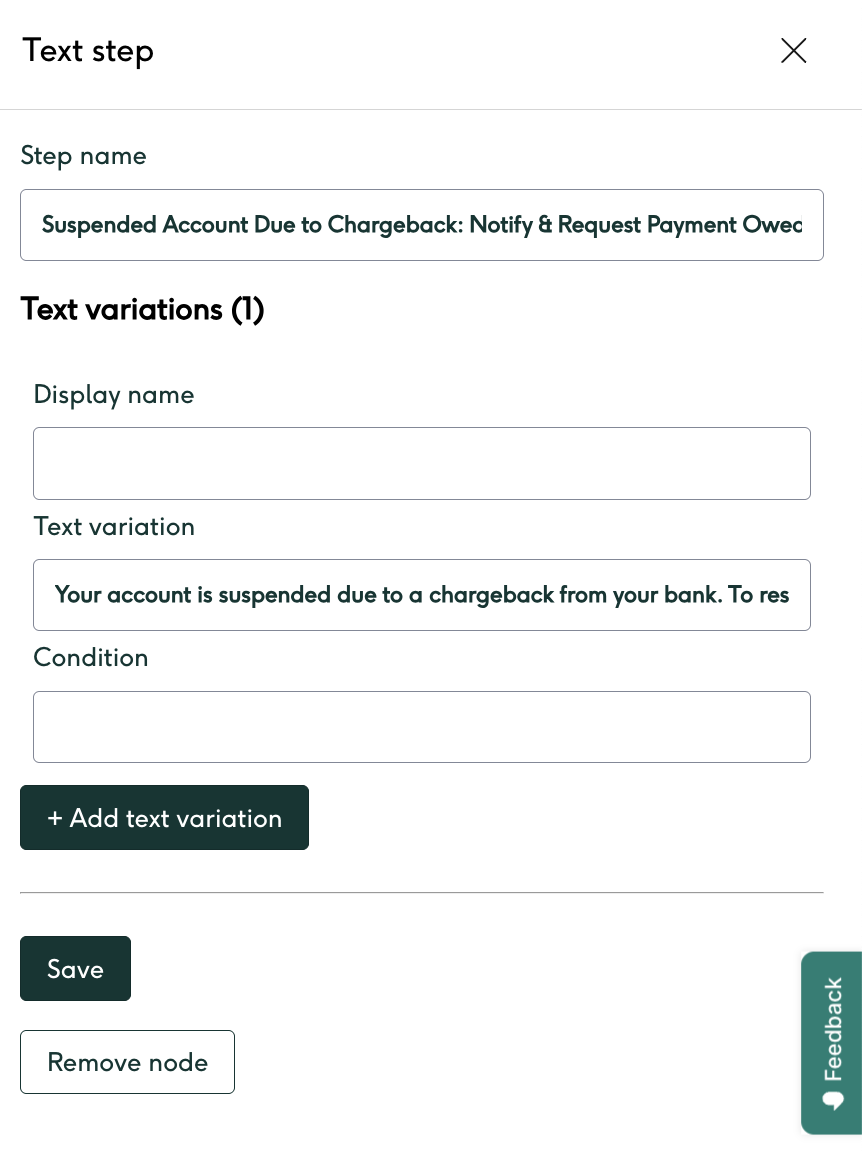 Text step
Step name
Suspended Account Due to Chargeback: Notify & Request Payment Owed
Text variations (1)
Display name
Text variation
Your account is suspended due to a chargeback from your bank. To res
Condition
+ Add text variation
Save
Feedback
Remove node